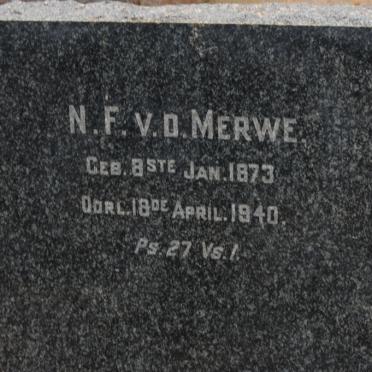 N. F. V. D. MERWE.
GEB. 8STE JAN. 1873
OORL. 18DE APRIL. 1940.
Ps. 27 Vs. 1.